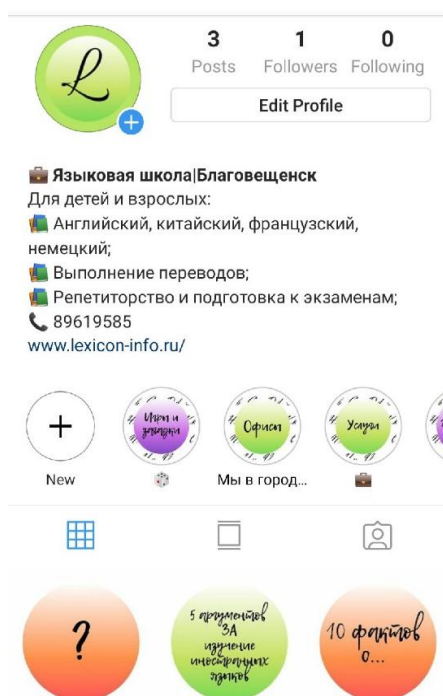 3 1 0
Posts Followers Following
L
Edit Profile
Языковая школа|Благовещенск
Для детей и взрослых:
Английский, китайский, французский,
немецкий;
Выполнение переводов;
Репетиторство и подготовка к экзаменам;
89619585
www.lexicon-info.ru/
Игры и
загадки
Офисы
Услуги
New
Мы в город...
?
5 аргументов
ЗА
изучение
иностранных
языков
10 фактов
о...